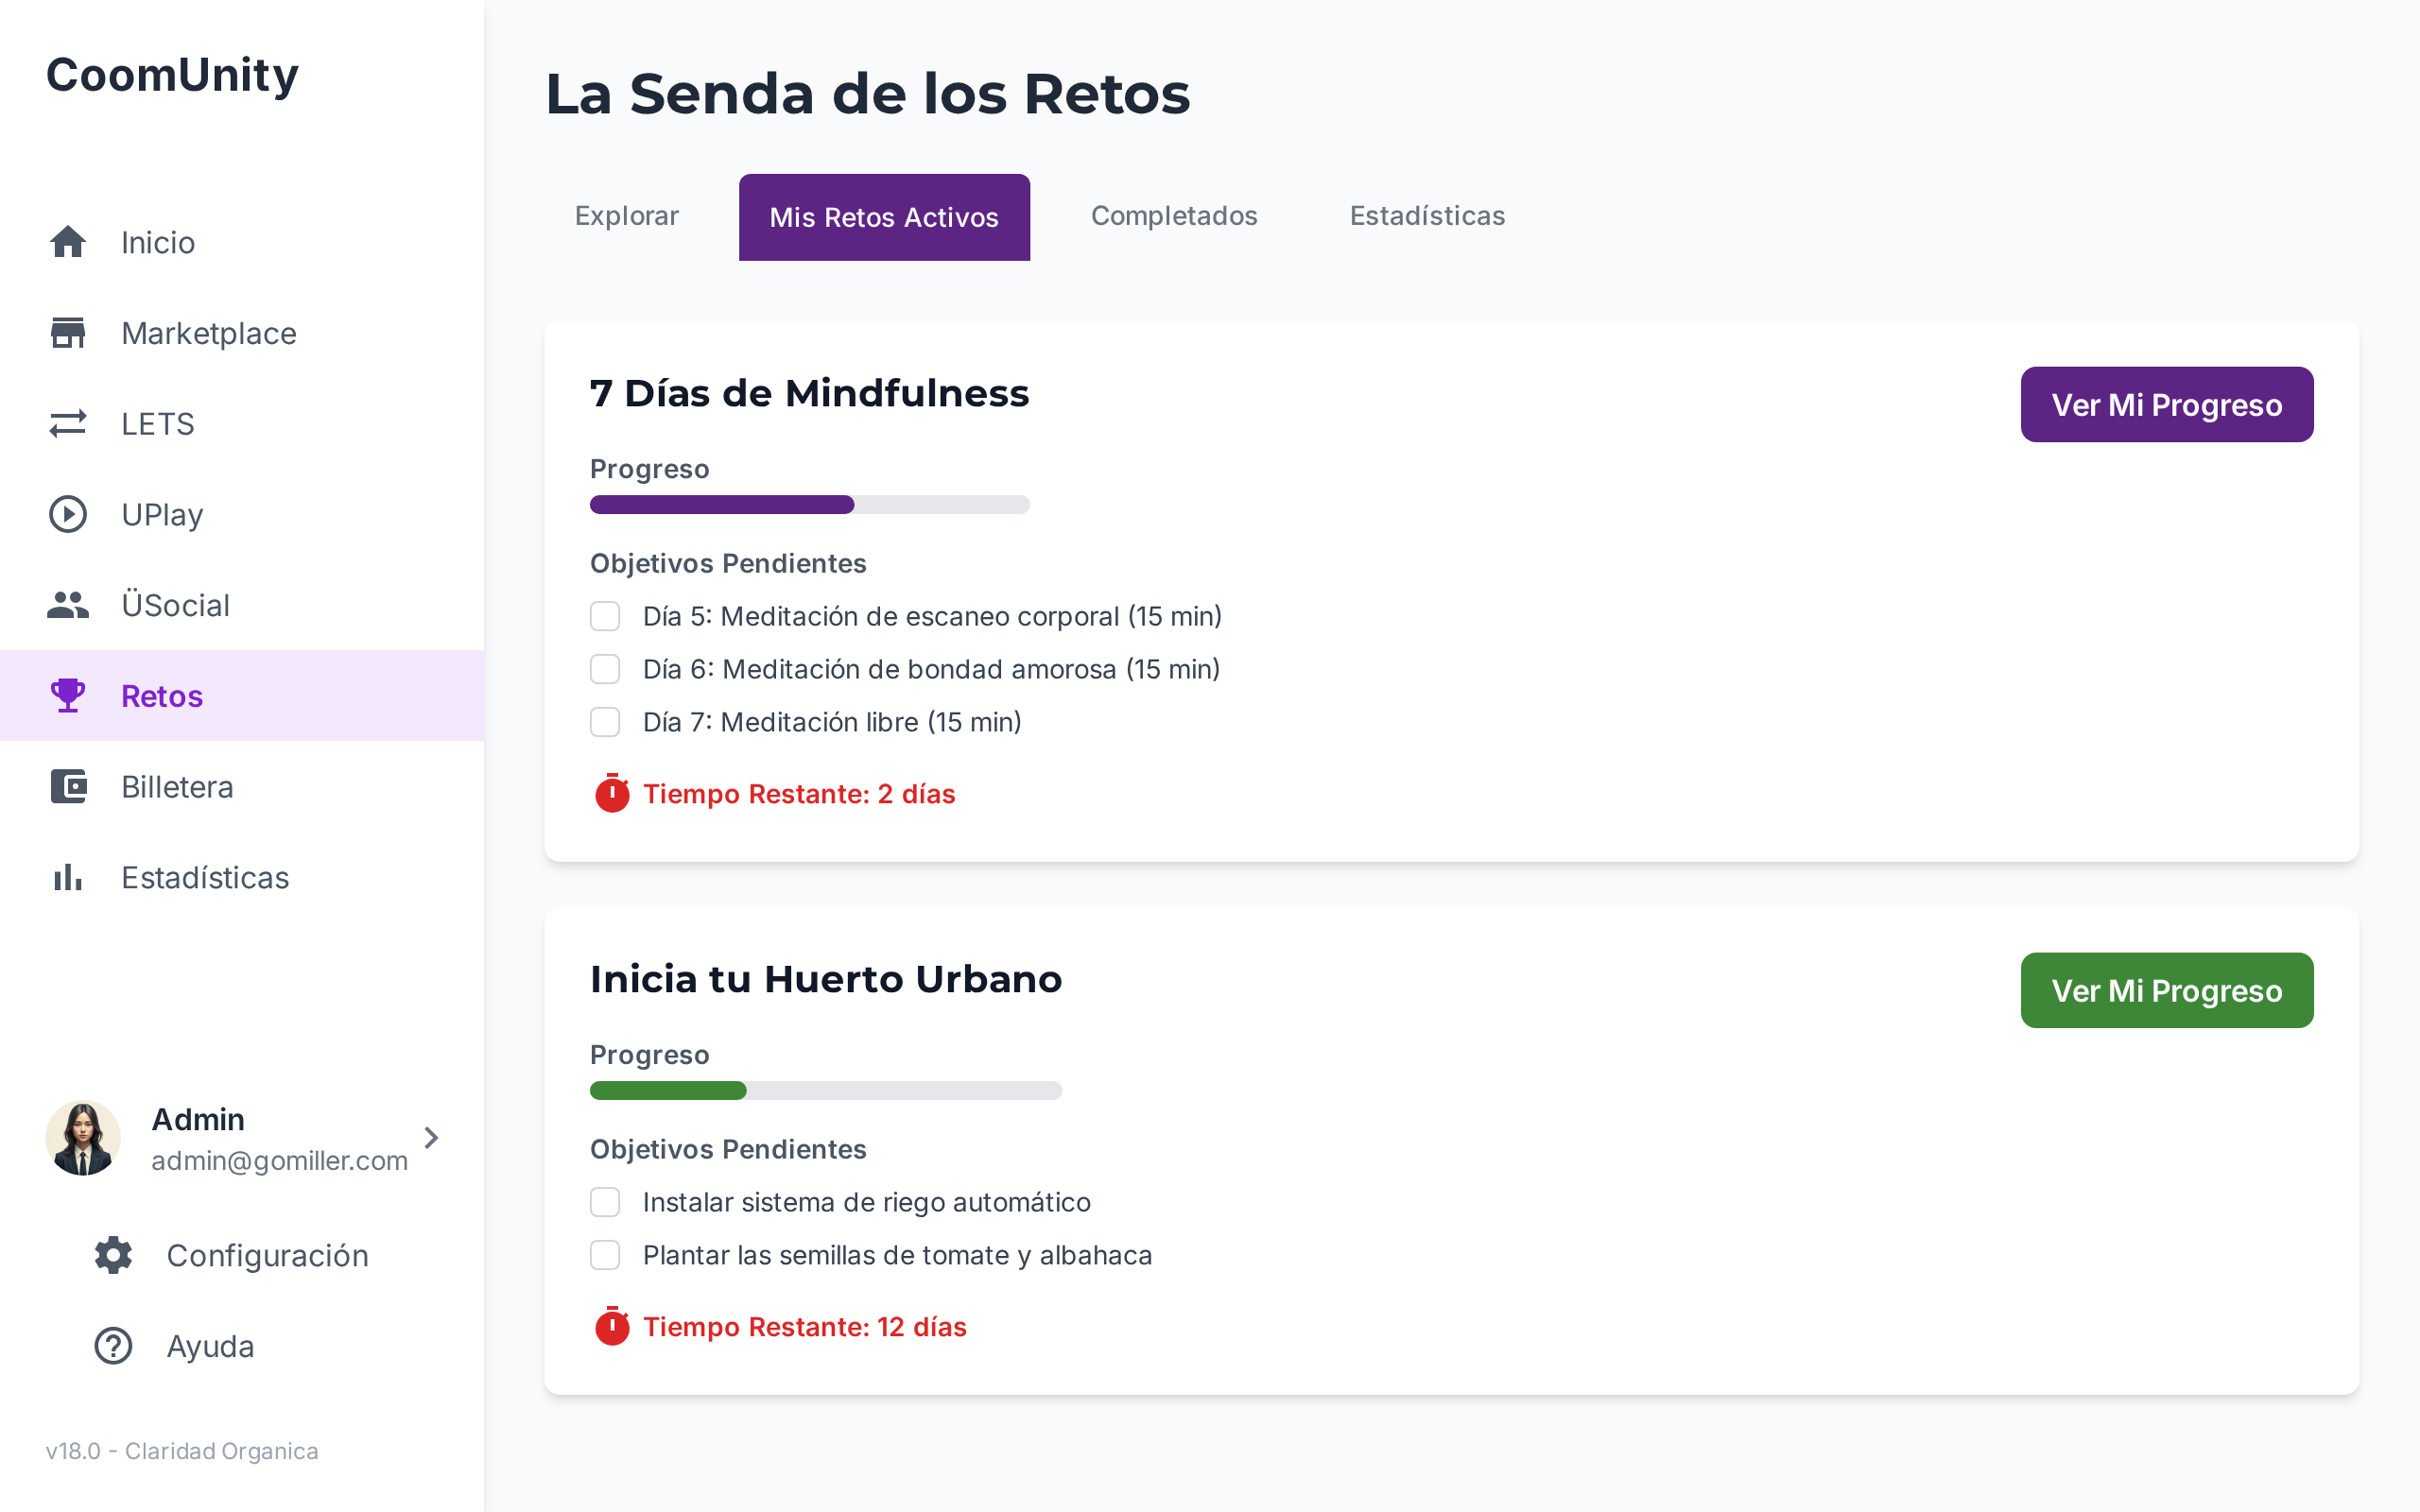 CoomUnity
Inicio
Marketplace
LETS
UPlay
ÜSocial
Retos
Billetera
Estadísticas
Admin
admin@gomiller.com
Configuración
Ayuda
v18.0 - Claridad Organica
La Senda de los Retos
Explorar
Mis Retos Activos
Completados
Estadísticas
7 Días de Mindfulness
Ver Mi Progreso
Progreso
Objetivos Pendientes
Día 5: Meditación de escaneo corporal (15 min)
Día 6: Meditación de bondad amorosa (15 min)
Día 7: Meditación libre (15 min)
Tiempo Restante: 2 días
Inicia tu Huerto Urbano
Ver Mi Progreso
Progreso
Objetivos Pendientes
Instalar sistema de riego automático
Plantar las semillas de tomate y albahaca
Tiempo Restante: 12 días